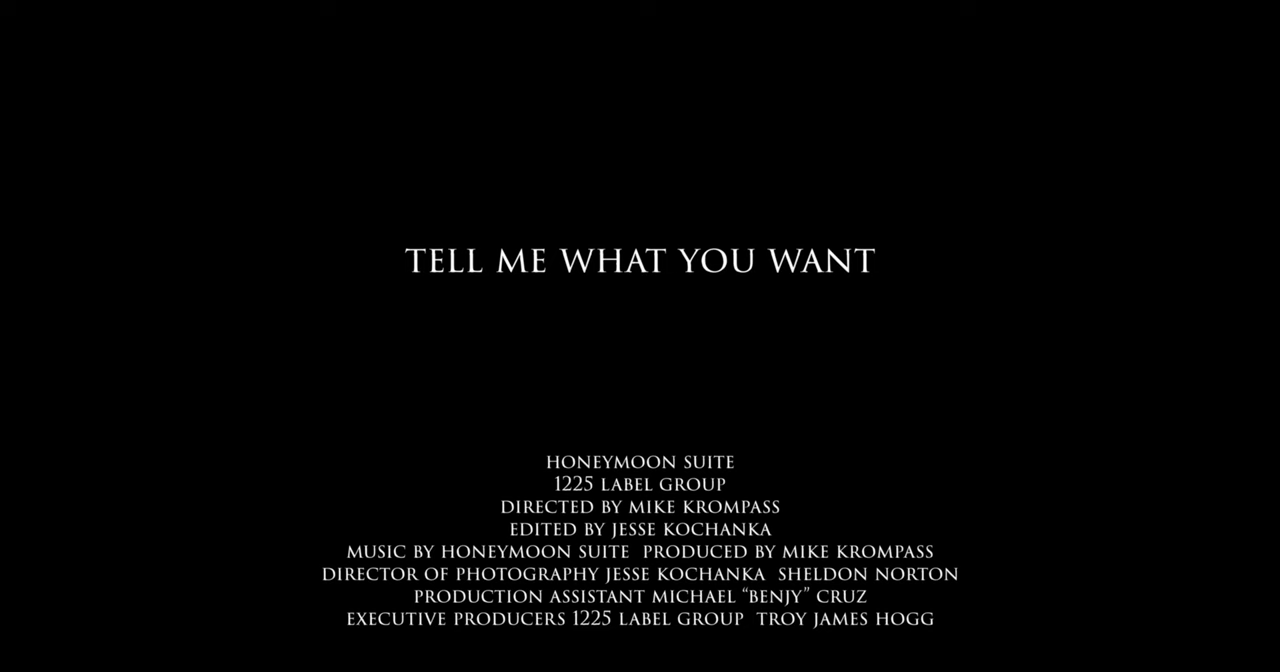 TELL ME WHAT YOU WANT
HONEYMOON SUITE
1225 LABEL GROUP
DIRECTED BY MIKE KROMPASS
EDITED BY JESSE KOCHANKA
MUSIC BY HONEYMOON SUITE  PRODUCED BY MIKE KROMPASS
DIRECTOR OF PHOTOGRAPHY JESSE KOCHANKA  SHELDON NORTON
PRODUCTION ASSISTANT MICHAEL “BENJY” CRUZ
EXECUTIVE PRODUCERS 1225 LABEL GROUP  TROY JAMES HOGG